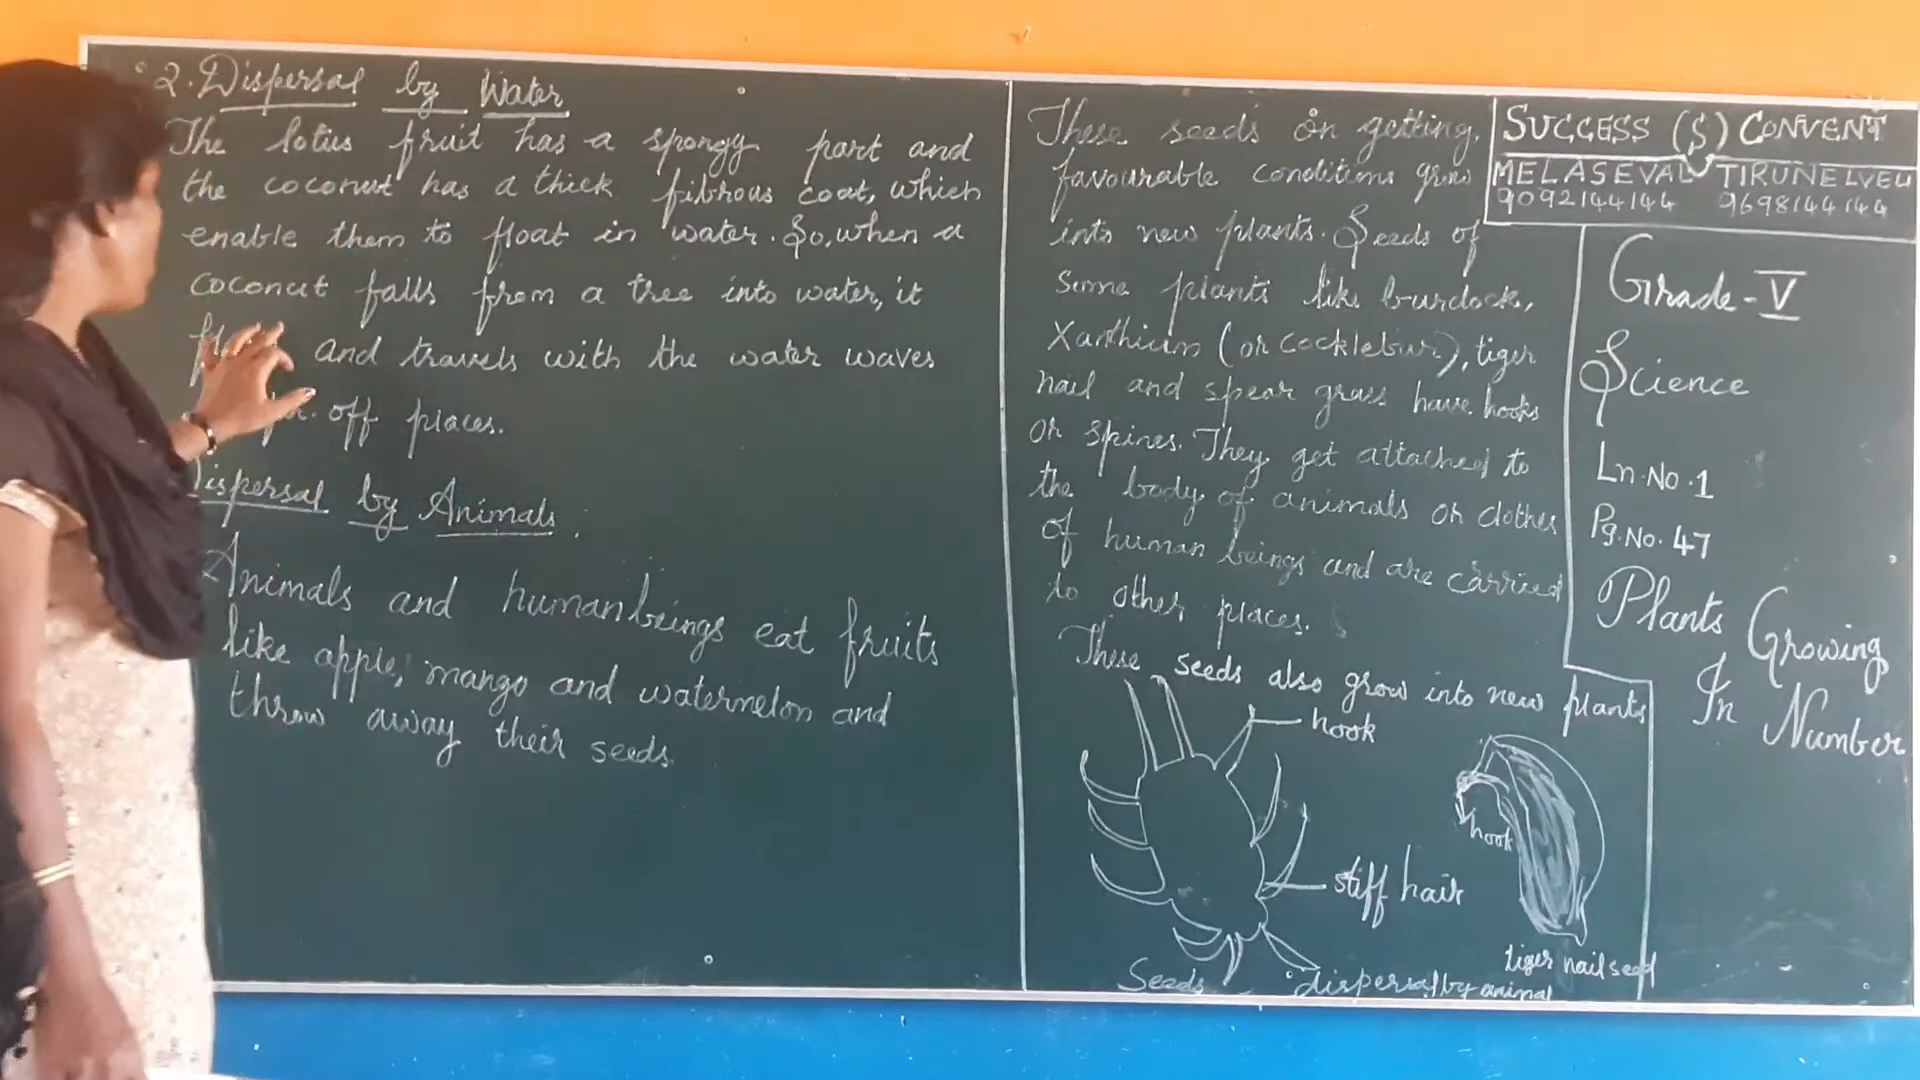 2. Dispersal by Water
The lotus fruit has a spongy part and
the coconut has a thick fibrous coat, which
enable them to float in water. So, when a
coconut falls from a tree into water, it
and travels with the water waves
off places.
Dispersal by Animals :
Animals and human beings eat fruits
like apple, mango and watermelon and
throw away their seeds.
These seeds on getting
favourable conditions grow
into new plants. Seeds of
some plants like burdock,
Xanthium (or cocklebur), tiger
nail and spear grass have hooks
or spines. They get attached to
the body of animals or clothes
of human beings and are carried
to other places.
These seeds also grow into new plants
hook
stiff hair
Seeds dispersal by animal
hook
tiger nail seed
SUCCESS (S) CONVENT
MELASEVAL TIRUNELVELI
9092144144 9698144144
Grade - V
Science
Ln. No. 1
Pg. No. 47
Plants Growing
In Number